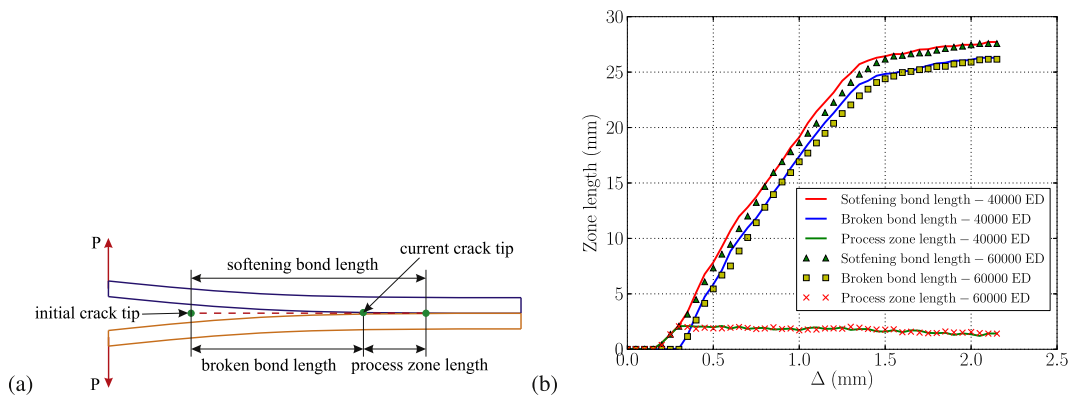 P
softening bond length
current crack tip
initial crack tip
broken bond length
process zone length
P
(a)
30
25
20
15
10
5
0
Zone length (mm)
0.0
0.5
1.0
1.5
2.0
2.5
Δ (mm)
Sotfening bond length − 40000 ED
Broken bond length − 40000 ED
Process zone length − 40000 ED
Sotfening bond length − 60000 ED
Broken bond length − 60000 ED
Process zone length − 60000 ED
(b)